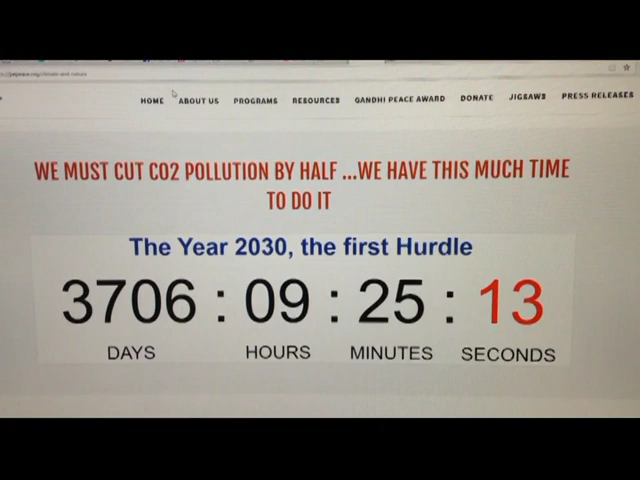 HOME ABOUT US PROGRAMS RESOURCES GANDHI PEACE AWARD DONATE JIGSAWS PRESS RELEASES
WE MUST CUT CO2 POLLUTION BY HALF ...WE HAVE THIS MUCH TIME
TO DO IT
The Year 2030, the first Hurdle
3706 : 09 : 25 : 13
DAYS HOURS MINUTES SECONDS